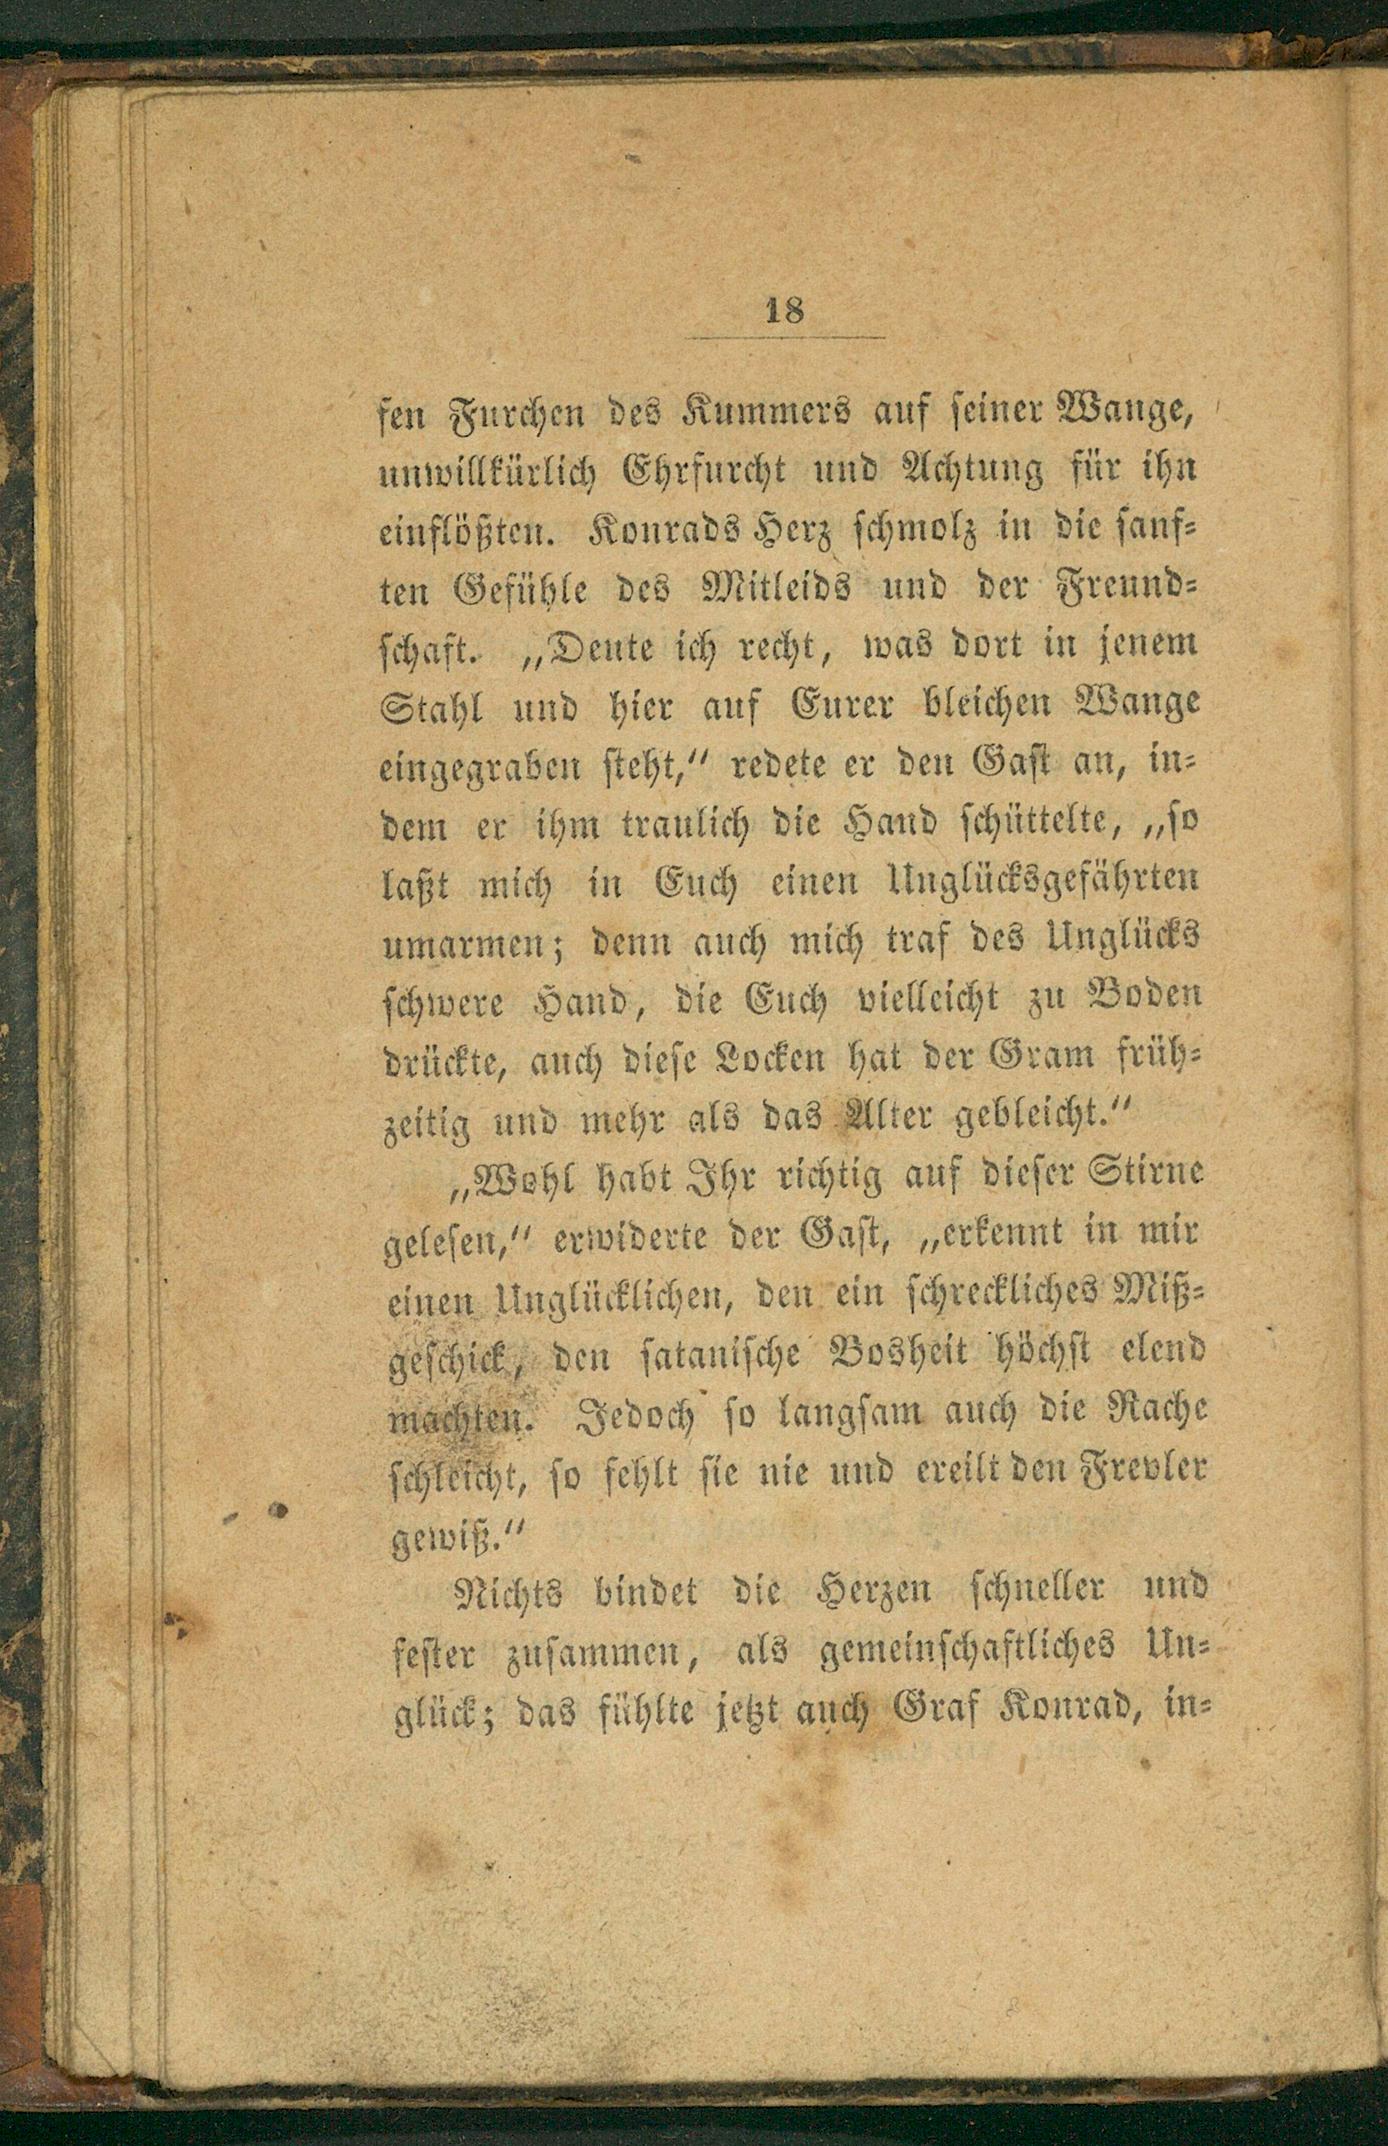 18
fen Furchen des Kummers auf seiner Wange,
unwillkürlich Ehrfurcht und Achtung für ihn
einflößten. Konrads Herz schmolz in die sanf-
ten Gefühle des Mitleids und der Freund-
schaft. „Deute ich recht, was dort in jenem
Stahl und hier auf Eurer bleichen Wange
eingegraben steht,“ redete er den Gast an, in-
dem er ihm traulich die Hand schüttelte, „so
laßt mich in Euch einen Unglücksgefährten
umarmen; denn auch mich traf des Unglücks
schwere Hand, die Euch vielleicht zu Boden
drückte, auch diese Locken hat der Gram früh-
zeitig und mehr als das Alter gebleicht.“
„Wohl habt Ihr richtig auf dieser Stirne
gelesen,“ erwiderte der Gast, „erkennt in mir
einen Unglücklichen, den ein schreckliches Miß-
geschick, den satanische Bosheit höchst elend
machten. Jedoch so langsam auch die Rache
schleicht, so fehlt sie nie und ereilt den Frevler
gewiß.“
Nichts bindet die Herzen schneller und
fester zusammen, als gemeinschaftliches Un-
glück; das fühlte jetzt auch Graf Konrad, in-